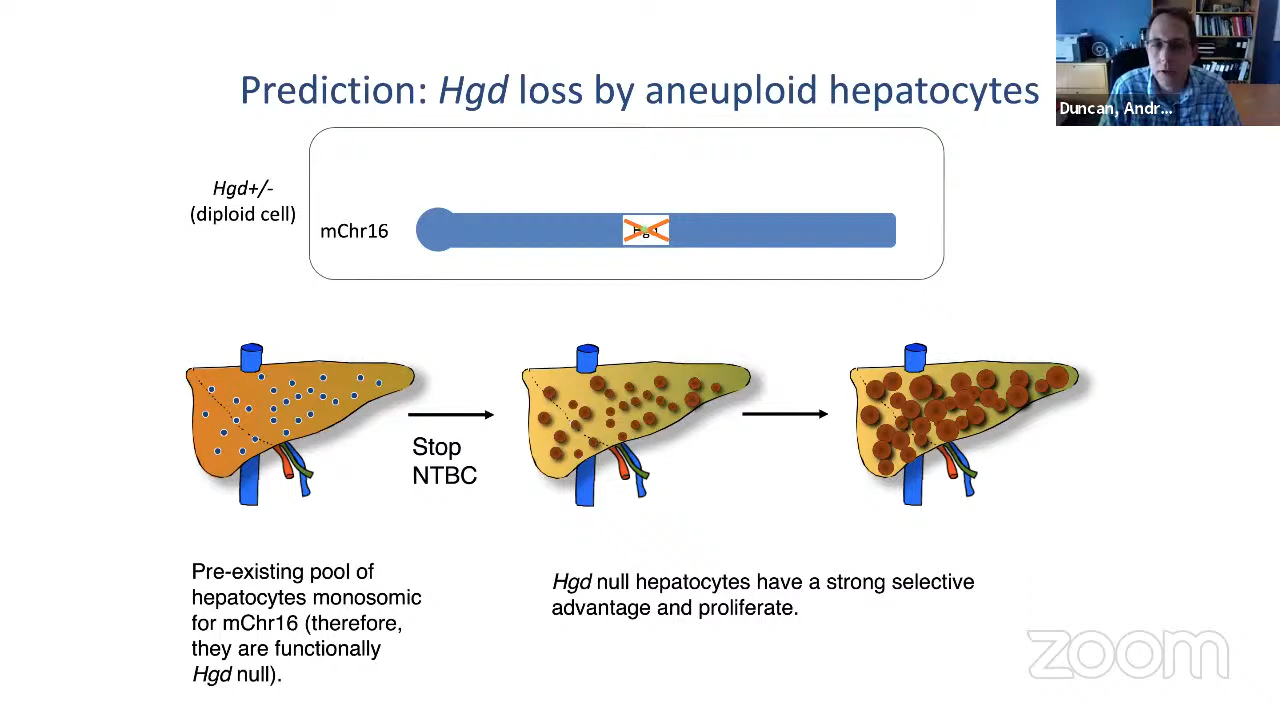 Prediction: Hgd loss by aneuploid hepatocytes
Duncan, Andr...
Hgd+/-
(diploid cell)
mChr16
Hgd
Stop
NTBC
Pre-existing pool of
hepatocytes monosomic
for mChr16 (therefore,
they are functionally
Hgd null).
Hgd null hepatocytes have a strong selective
advantage and proliferate.
zoom